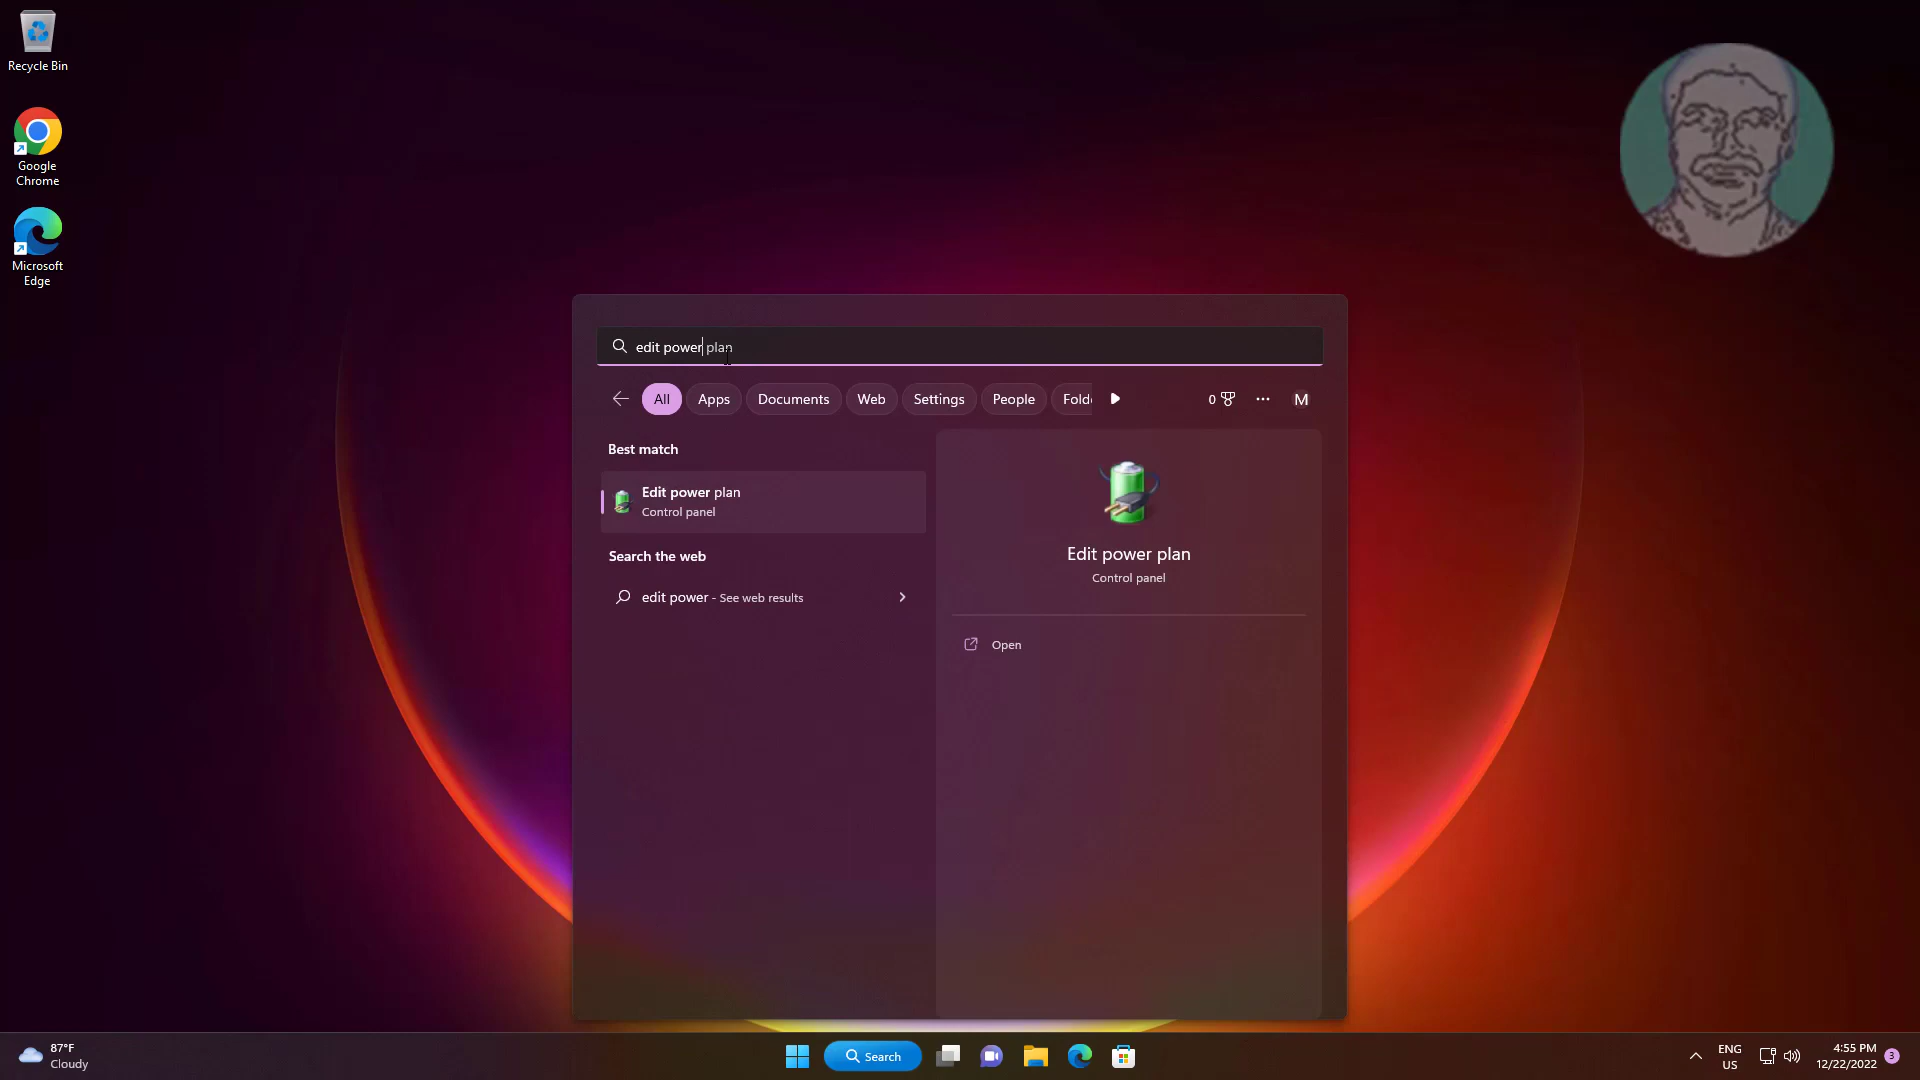 Recycle Bin
Google
Chrome
Microsoft
Edge
edit power plan
All
Apps
Documents
Web
Settings
People
Fold
0
M
Best match
Edit power plan
Control panel
Search the web
edit power - See web results
Edit power plan
Control panel
Open
87°F
Cloudy
Search
ENG
US
4:55 PM
12/22/2022
3